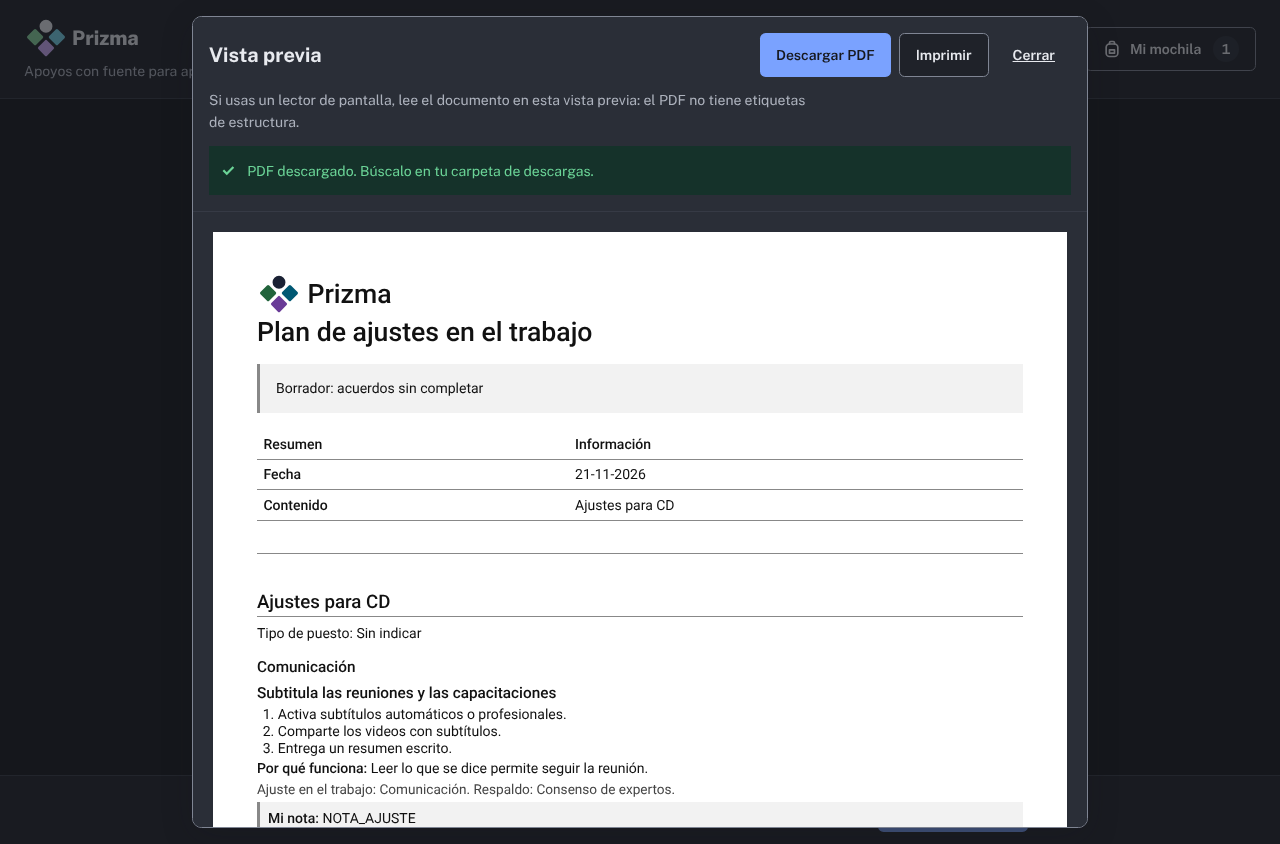 Prizma
Apoyos con fuente para ap
Mi mochila 1
Vista previa
Descargar PDF
Imprimir
Cerrar
Si usas un lector de pantalla, lee el documento en esta vista previa: el PDF no tiene etiquetas
de estructura.
PDF descargado. Búscalo en tu carpeta de descargas.
Prizma
Plan de ajustes en el trabajo
Borrador: acuerdos sin completar
Resumen Información
Fecha 21-11-2026
Contenido Ajustes para CD
Ajustes para CD
Tipo de puesto: Sin indicar
Comunicación
Subtitula las reuniones y las capacitaciones
1. Activa subtítulos automáticos o profesionales.
2. Comparte los videos con subtítulos.
3. Entrega un resumen escrito.
Por qué funciona: Leer lo que se dice permite seguir la reunión.
Ajuste en el trabajo: Comunicación. Respaldo: Consenso de expertos.
Mi nota: NOTA_AJUSTE